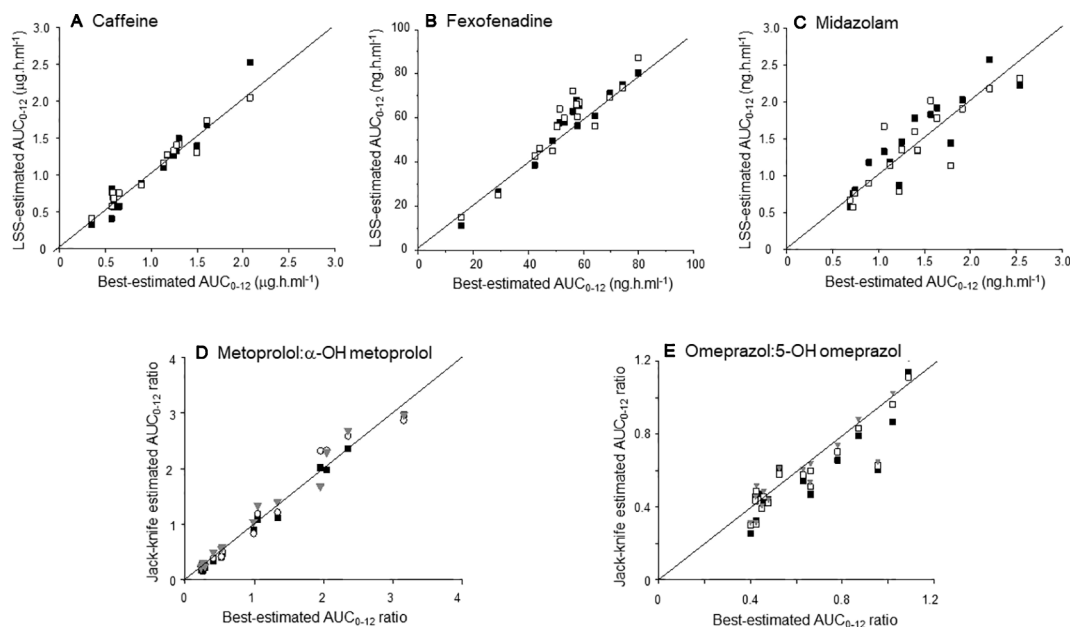 A Caffeine
3.0
2.5
2.0
1.5
1.0
0.5
0
LSS-estimated AUC0-12 (µg.h.ml-1)
0 0.5 1.0 1.5 2.0 2.5 3.0
Best-estimated AUC0-12 (µg.h.ml-1)
B Fexofenadine
100
80
60
40
20
0
LSS-estimated AUC0-12 (ng.h.ml-1)
0 20 40 60 80 100
Best-estimated AUC0-12 (ng.h.ml-1)
C Midazolam
3.0
2.5
2.0
1.5
1.0
0.5
0
LSS-estimated AUC0-12 (ng.h.ml-1)
0 0.5 1.0 1.5 2.0 2.5 3.0
Best-estimated AUC0-12 (ng.h.ml-1)
D Metoprolol:α-OH metoprolol
4
3
2
1
0
Jack-knife estimated AUC0-12 ratio
0 1 2 3 4
Best-estimated AUC0-12 ratio
E Omeprazol:5-OH omeprazol
1.2
0.8
0.4
0
Jack-knife estimated AUC0-12 ratio
0 0.4 0.8 1.2
Best-estimated AUC0-12 ratio